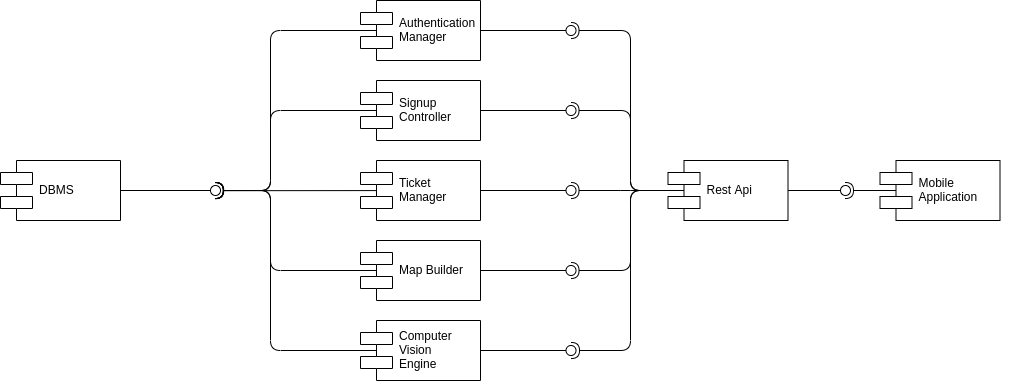 Authentication
Manager
Signup
Controller
DBMS
Ticket
Manager
Rest Api
Mobile
Application
Map Builder
Computer
Vision
Engine